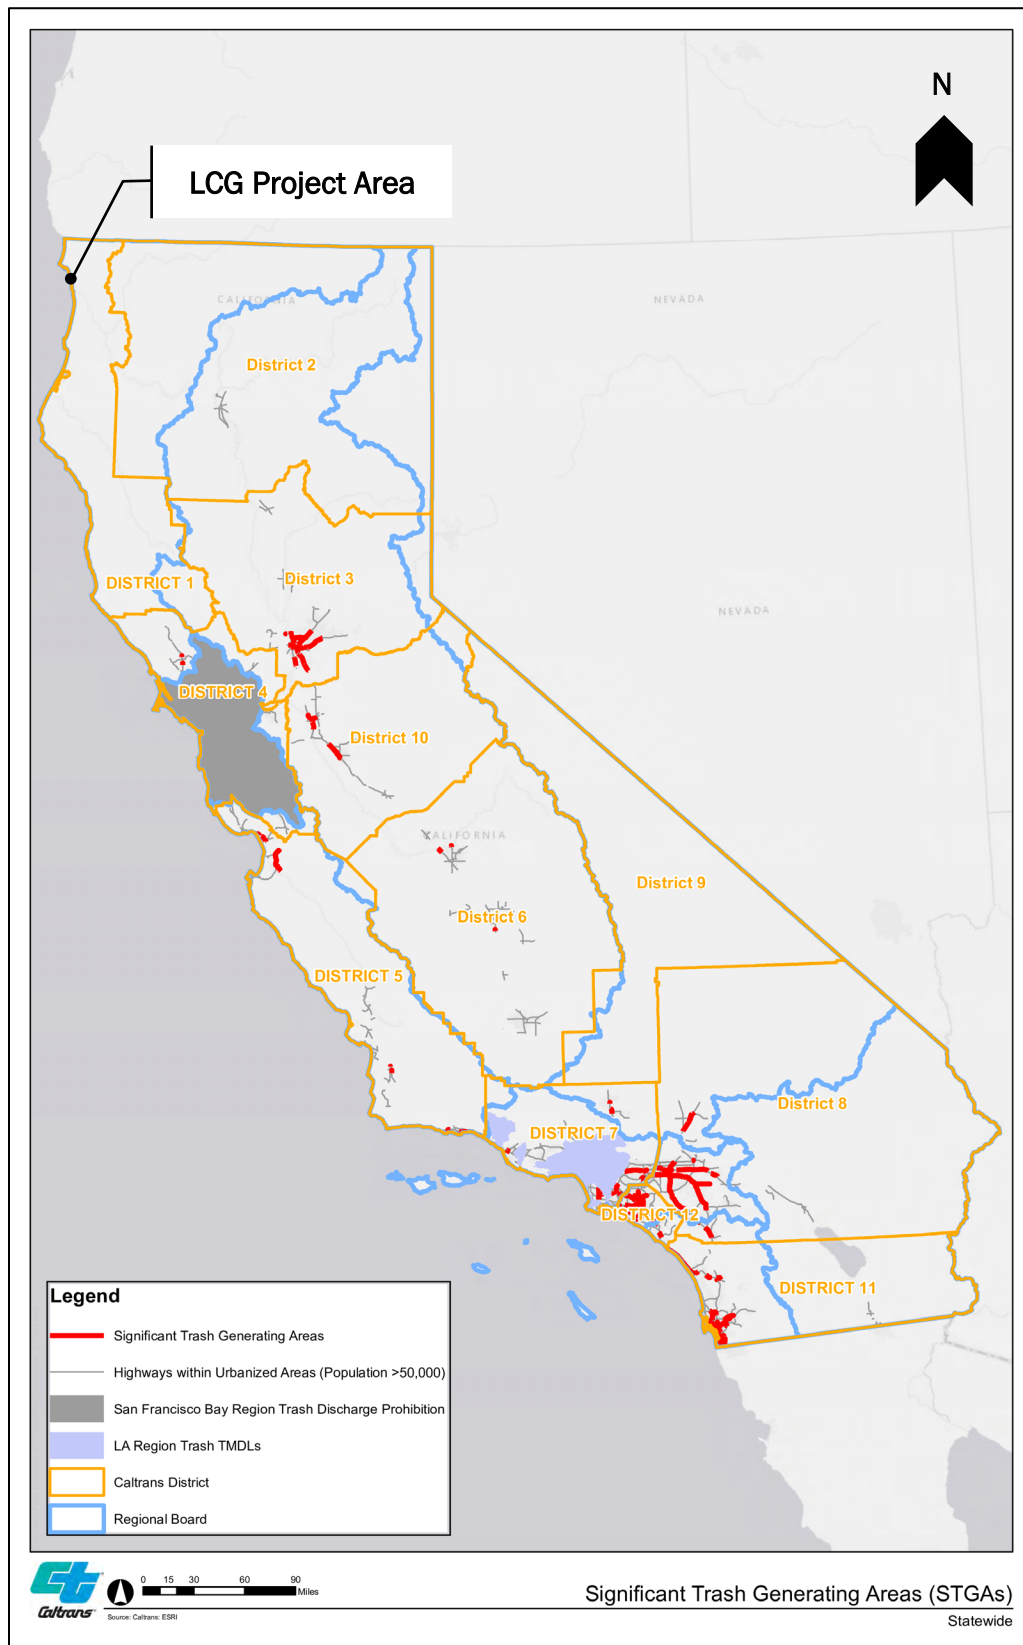 N
LCG Project Area
CALIFORNIA
NEVADA
District 2
NEVADA
DISTRICT 1
District 3
DISTRICT 4
District 10
CALIFORNIA
District 9
District 6
DISTRICT 5
District 8
DISTRICT 7
DISTRICT 12
DISTRICT 11
Legend
Significant Trash Generating Areas
Highways within Urbanized Areas (Population >50,000)
San Francisco Bay Region Trash Discharge Prohibition
LA Region Trash TMDLs
Caltrans District
Regional Board
Caltrans
0 15 30 60 90
Miles
Source: Caltrans: ESRI
Significant Trash Generating Areas (STGAs)
Statewide